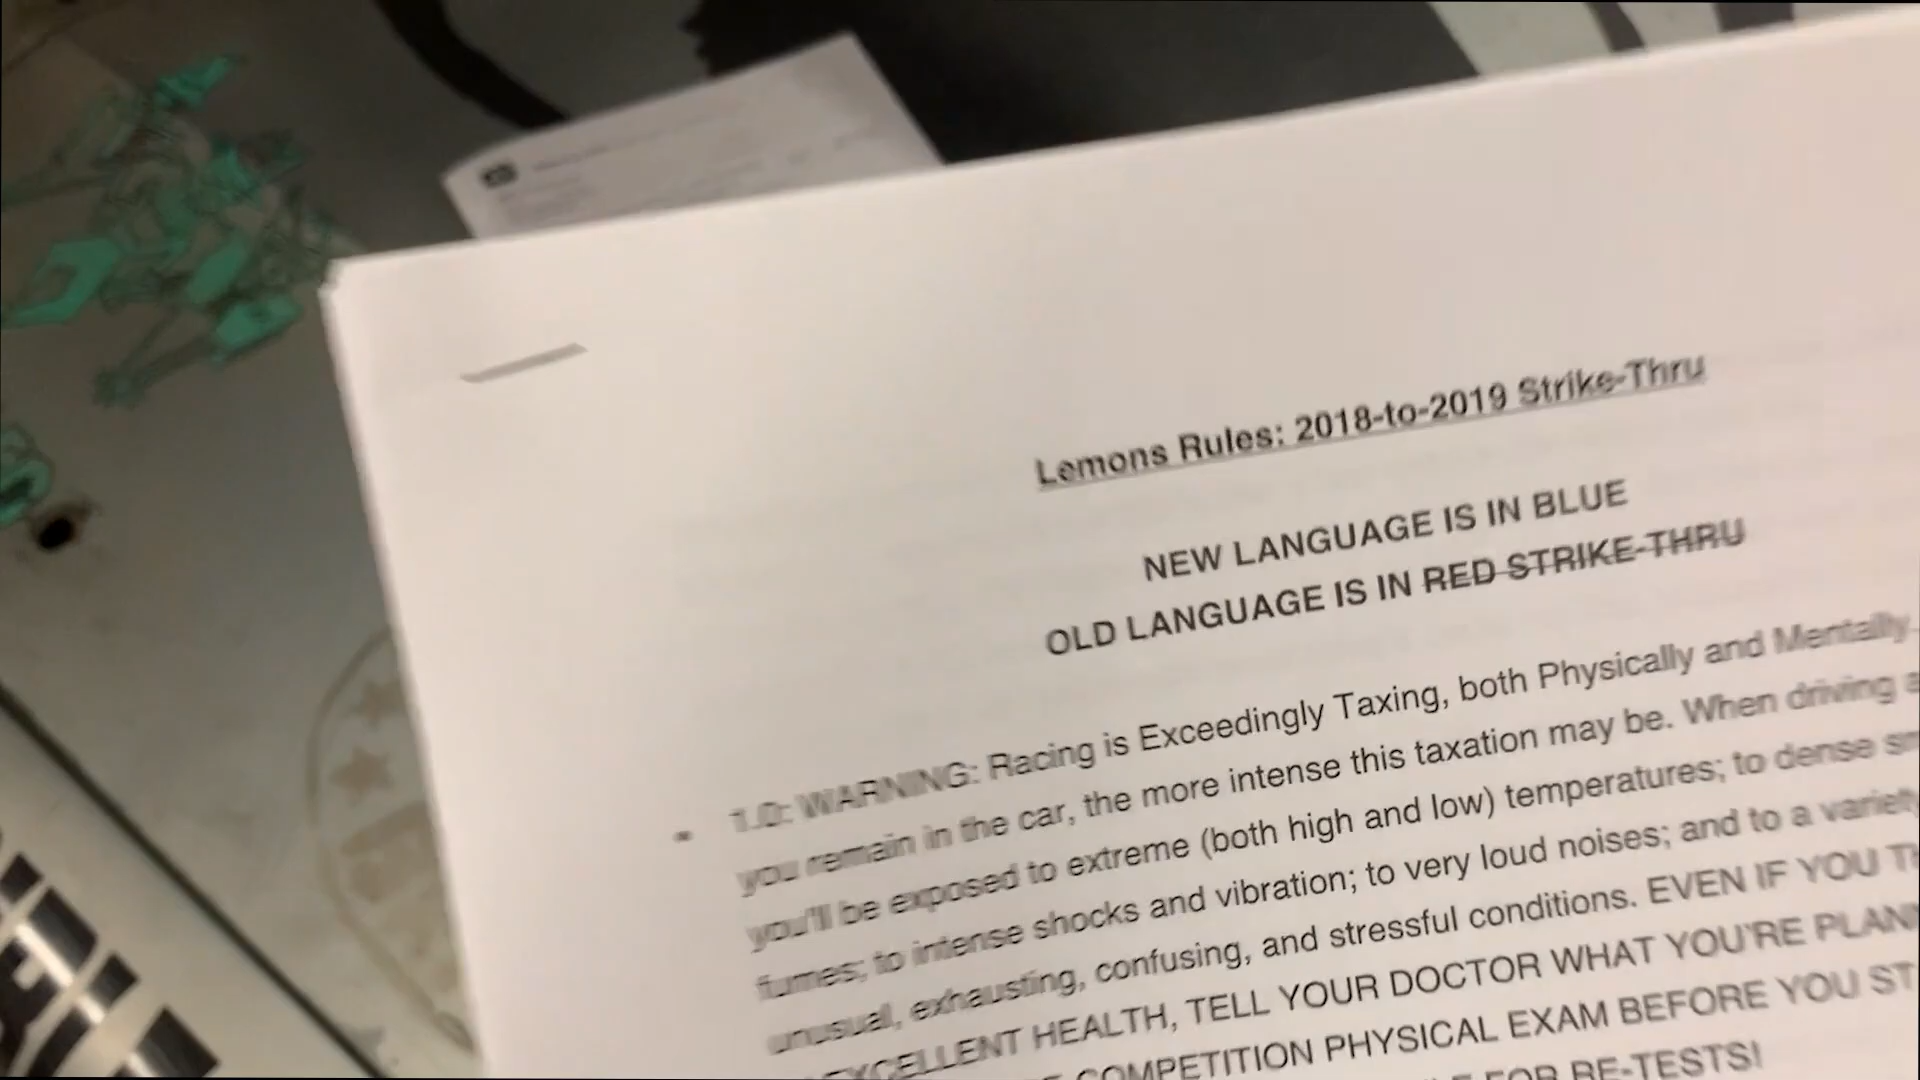 Lemons Rules: 2018-to-2019 Strike-Thru
NEW LANGUAGE IS IN BLUE
OLD LANGUAGE IS IN RED STRIKE-THRU
1.0: WARNING: Racing is Exceedingly Taxing, both Physically and Mentally.
you remain in the car, the more intense this taxation may be. When driving
you'll be exposed to extreme (both high and low) temperatures; to dense
fumes; to intense shocks and vibration; to very loud noises; and to a variety
unusual, exhausting, confusing, and stressful conditions. EVEN IF YOU
EXCELLENT HEALTH, TELL YOUR DOCTOR WHAT YOU'RE
COMPETITION PHYSICAL EXAM BEFORE YOU
FOR RE-TESTS!